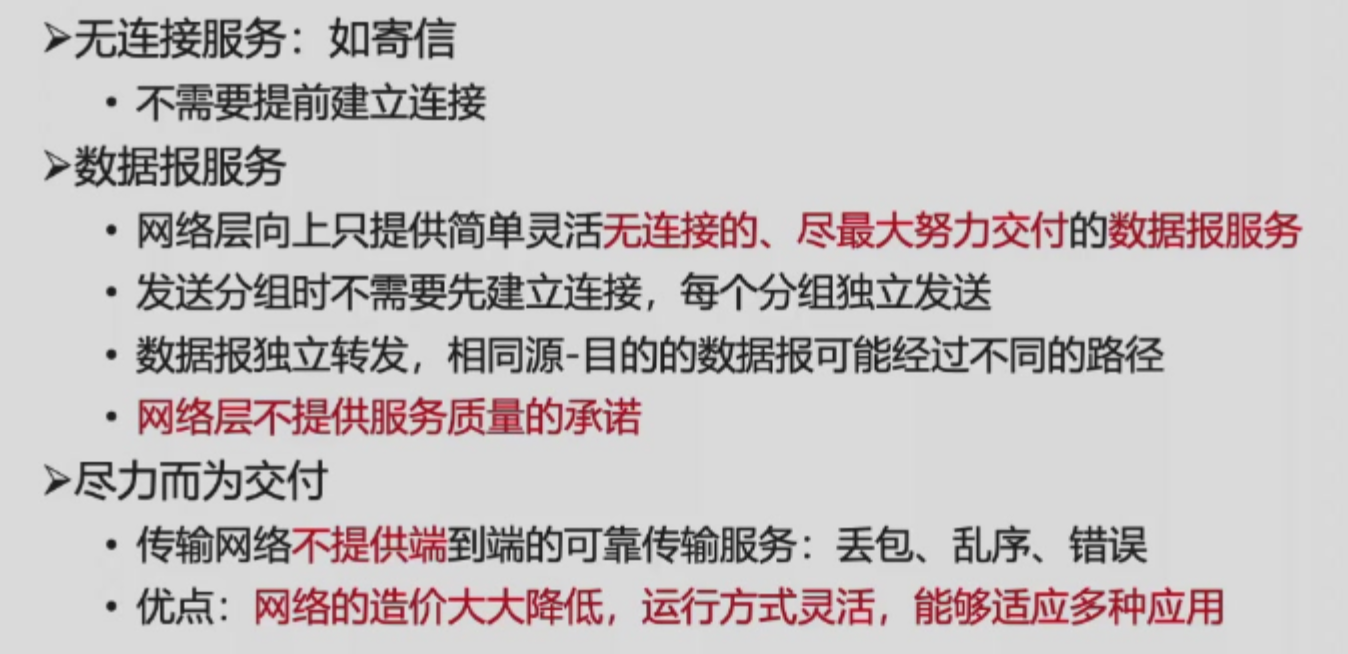 ➢无连接服务：如寄信
• 不需要提前建立连接
➢数据报服务
• 网络层向上只提供简单灵活无连接的、尽最大努力交付的数据报服务
• 发送分组时不需要先建立连接，每个分组独立发送
• 数据报独立转发，相同源-目的的数据报可能经过不同的路径
• 网络层不提供服务质量的承诺
➢尽力而为交付
• 传输网络不提供端到端的可靠传输服务：丢包、乱序、错误
• 优点：网络的造价大大降低，运行方式灵活，能够适应多种应用